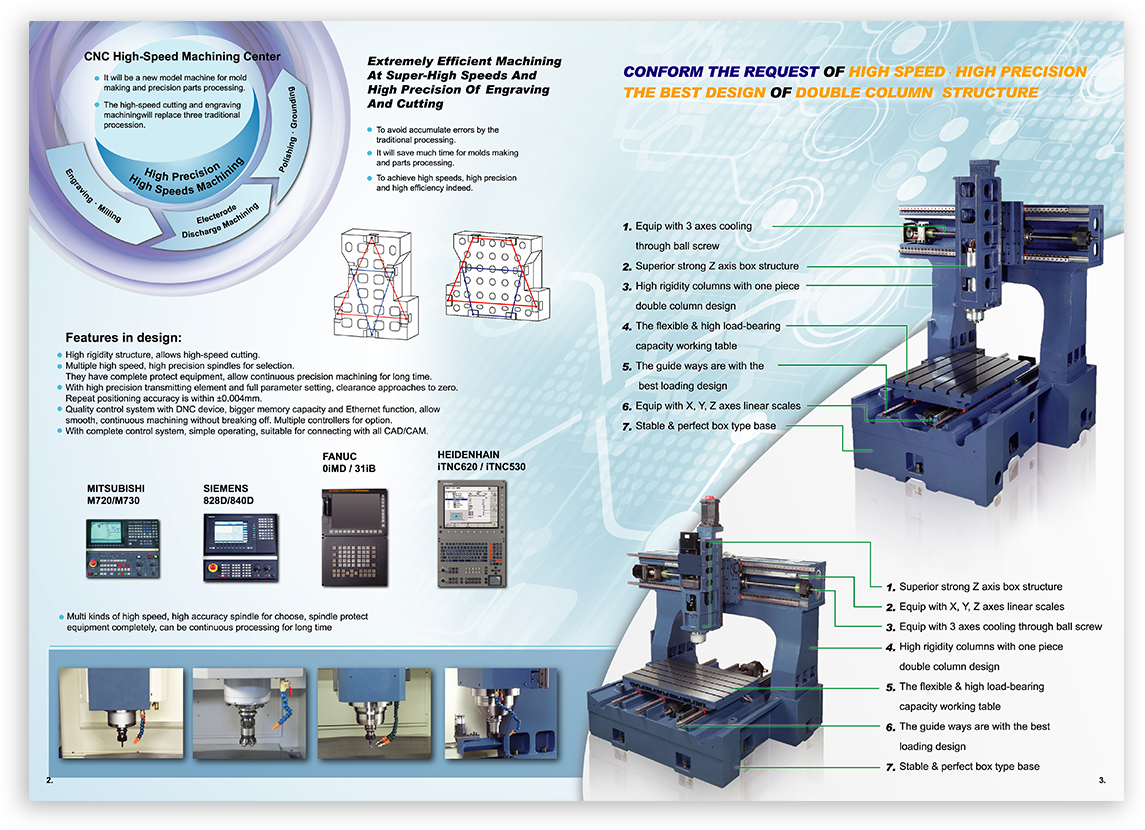 CNC High-Speed Machining Center
It will be a new model machine for mold
making and precision parts processing.
The high-speed cutting and engraving
machiningwill replace three traditional
procession.
High Precision
High Speeds Machining
Engraving · Milling
Electerode
Discharge Machining
Polishing · Grounding
Extremely Efficient Machining
At Super-High Speeds And
High Precision Of Engraving
And Cutting
To avoid accumulate errors by the
traditional processing.
It will save much time for molds making
and parts processing.
To achieve high speeds, high precision
and high efficiency indeed.
Features in design:
High rigidity structure, allows high-speed cutting.
Multiple high speed, high precision spindles for selection.
They have complete protect equipment, allow continuous precision machining for long time.
With high precision transmitting element and full parameter setting, clearance approaches to zero.
Repeat positioning accuracy is within ±0.004mm.
Quality control system with DNC device, bigger memory capacity and Ethernet function, allow
smooth, continuous machining without breaking off. Multiple controllers for option.
With complete control system, simple operating, suitable for connecting with all CAD/CAM.
MITSUBISHI
M720/M730
SIEMENS
828D/840D
FANUC
0iMD / 31iB
HEIDENHAIN
iTNC620 / iTNC530
Multi kinds of high speed, high accuracy spindle for choose, spindle protect
equipment completely, can be continuous processing for long time
2.
CONFORM THE REQUEST OF HIGH SPEED · HIGH PRECISION
THE BEST DESIGN OF DOUBLE COLUMN STRUCTURE
1. Equip with 3 axes cooling
through ball screw
2. Superior strong Z axis box structure
3. High rigidity columns with one piece
double column design
4. The flexible & high load-bearing
capacity working table
5. The guide ways are with the
best loading design
6. Equip with X, Y, Z axes linear scales
7. Stable & perfect box type base
1. Superior strong Z axis box structure
2. Equip with X, Y, Z axes linear scales
3. Equip with 3 axes cooling through ball screw
4. High rigidity columns with one piece
double column design
5. The flexible & high load-bearing
capacity working table
6. The guide ways are with the best
loading design
7. Stable & perfect box type base
3.